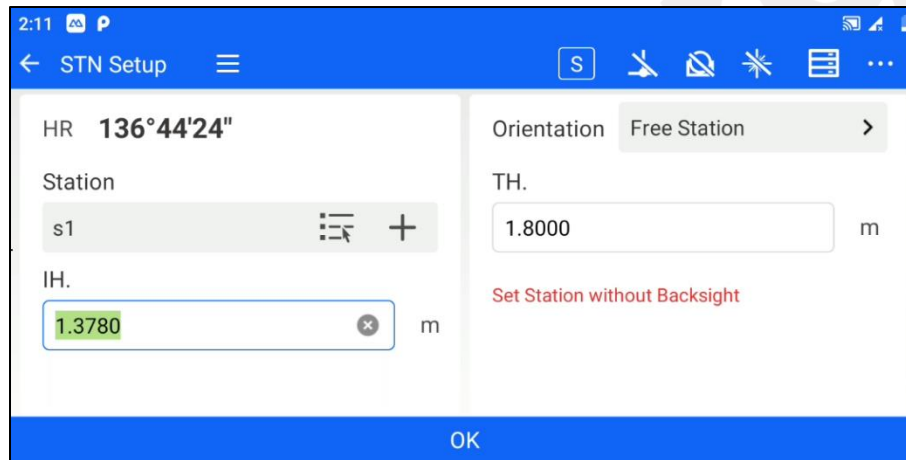 2:11
STN Setup
S
HR 136°44'24"
Station
s1
IH.
1.3780 m
Orientation Free Station
TH.
1.8000 m
Set Station without Backsight
OK